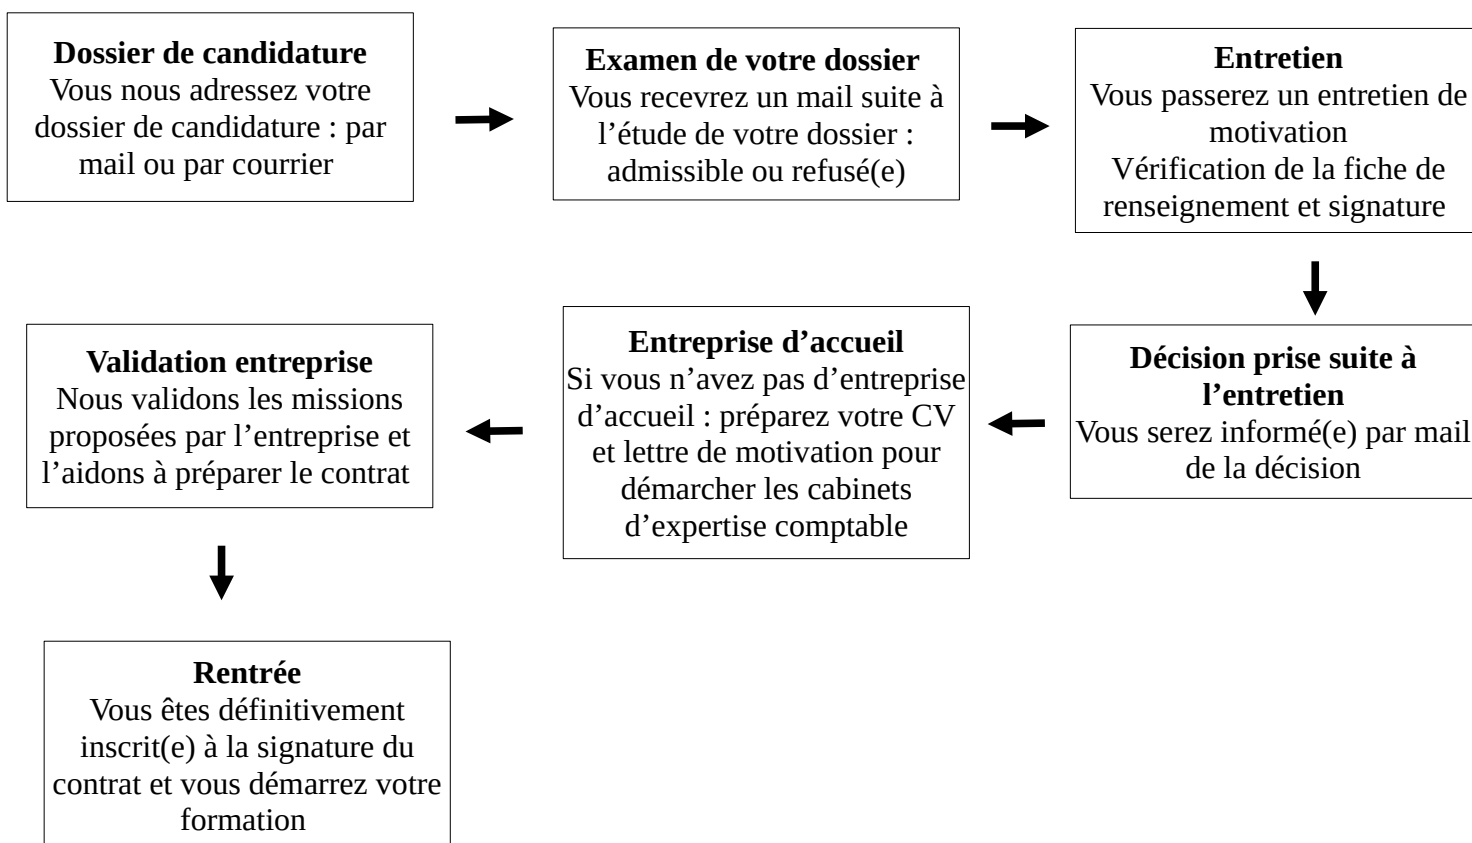 Dossier de candidature
Vous nous adressez votre
dossier de candidature : par
mail ou par courrier
Examen de votre dossier
Vous recevrez un mail suite à
l’étude de votre dossier :
admissible ou refusé(e)
Entretien
Vous passerez un entretien de
motivation
Vérification de la fiche de
renseignement et signature
Décision prise suite à
l’entretien
Vous serez informé(e) par mail
de la décision
Entreprise d’accueil
Si vous n’avez pas d’entreprise
d’accueil : préparez votre CV
et lettre de motivation pour
démarcher les cabinets
d’expertise comptable
Validation entreprise
Nous validons les missions
proposées par l’entreprise et
l’aidons à préparer le contrat
Rentrée
Vous êtes définitivement
inscrit(e) à la signature du
contrat et vous démarrez votre
formation